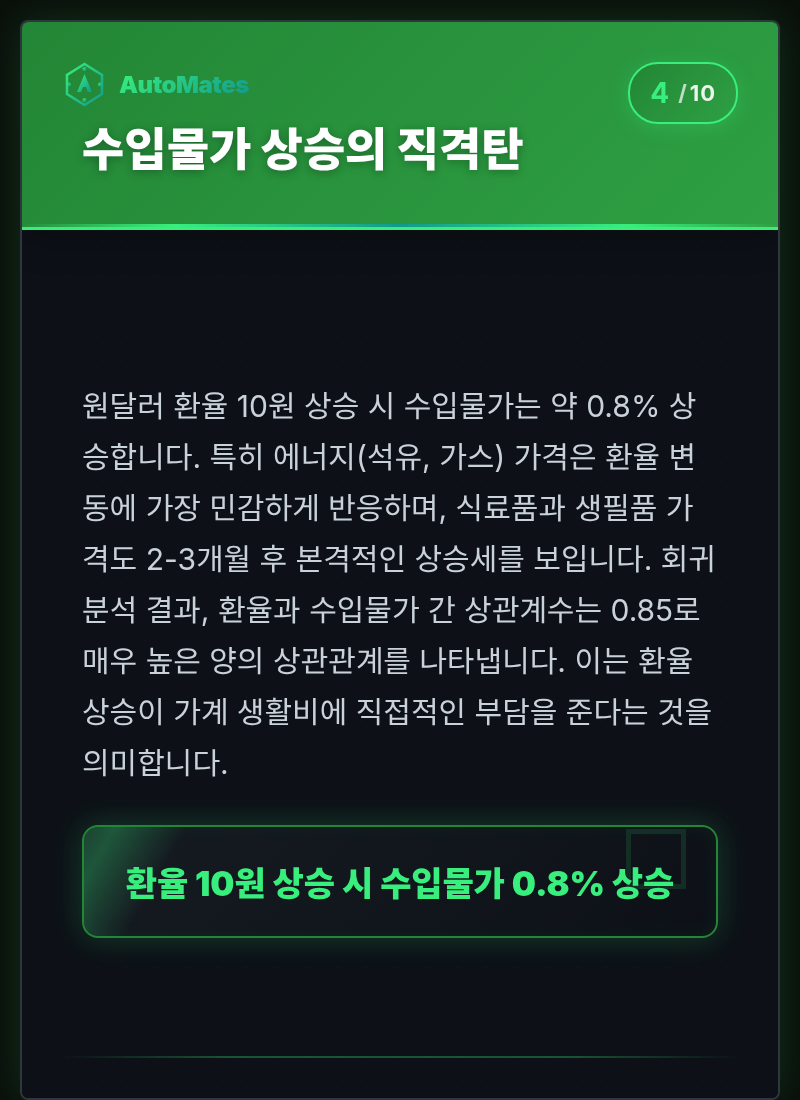 AutoMates
4 /10
수입물가 상승의 직격탄
원달러 환율 10원 상승 시 수입물가는 약 0.8% 상
승합니다. 특히 에너지(석유, 가스) 가격은 환율 변
동에 가장 민감하게 반응하며, 식료품과 생필품 가
격도 2-3개월 후 본격적인 상승세를 보입니다. 회귀
분석 결과, 환율과 수입물가 간 상관계수는 0.85로
매우 높은 양의 상관관계를 나타냅니다. 이는 환율
상승이 가계 생활비에 직접적인 부담을 준다는 것을
의미합니다.
환율 10원 상승 시 수입물가 0.8% 상승